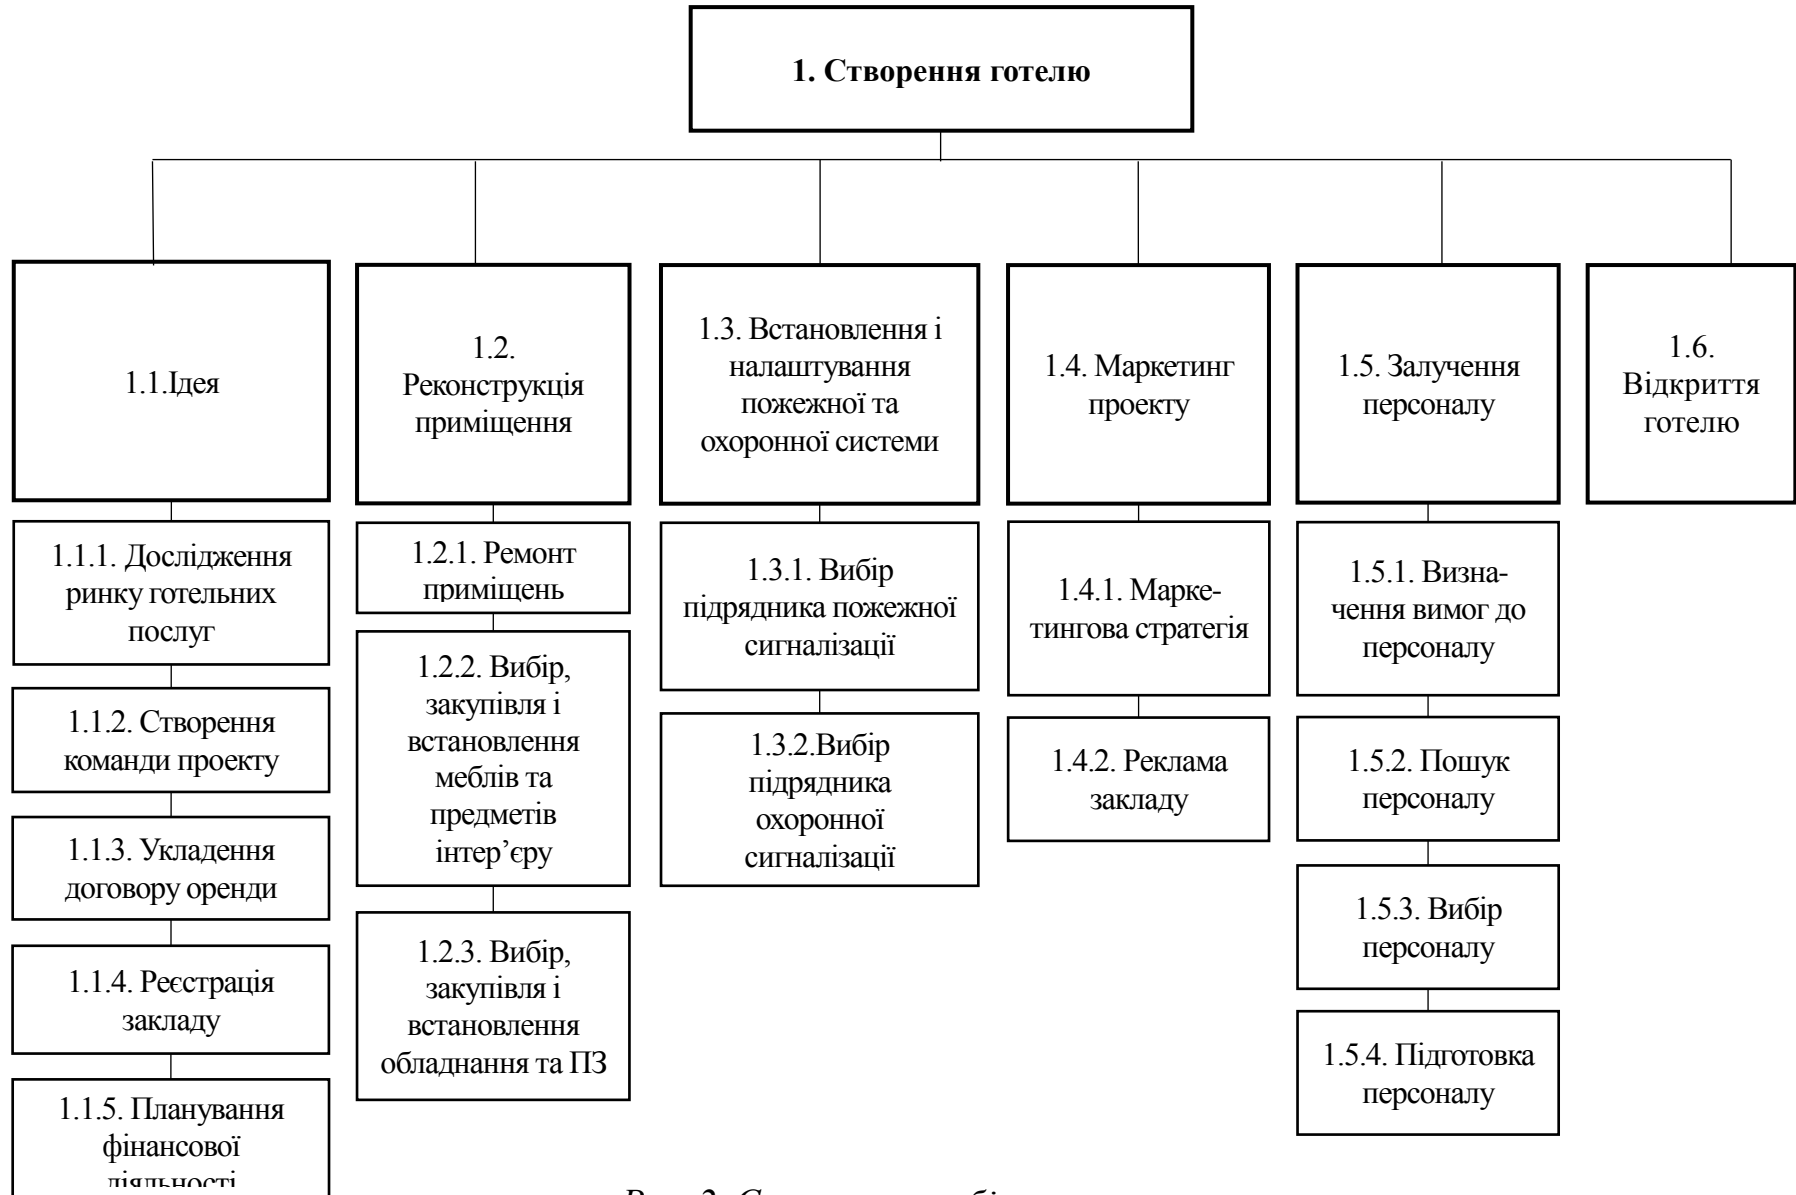 1. Створення готелю
1.1.Ідея
1.2.
Реконструкція
приміщення
1.3. Встановлення і
налаштування
пожежної та
охоронної системи
1.4. Маркетинг
проекту
1.5. Залучення
персоналу
1.6.
Відкриття
готелю
1.1.1. Дослідження
ринку готельних
послуг
1.1.2. Створення
команди проекту
1.1.3. Укладення
договору оренди
1.1.4. Реєстрація
закладу
1.1.5. Планування
фінансової
діяльності
1.2.1. Ремонт
приміщень
1.2.2. Вибір,
закупівля і
встановлення
меблів та
предметів
інтер’єру
1.2.3. Вибір,
закупівля і
встановлення
обладнання та ПЗ
1.3.1. Вибір
підрядника пожежної
сигналізації
1.3.2.Вибір
підрядника
охоронної
сигналізації
1.4.1. Марке-
тингова стратегія
1.4.2. Реклама
закладу
1.5.1. Визна-
чення вимог до
персоналу
1.5.2. Пошук
персоналу
1.5.3. Вибір
персоналу
1.5.4. Підготовка
персоналу